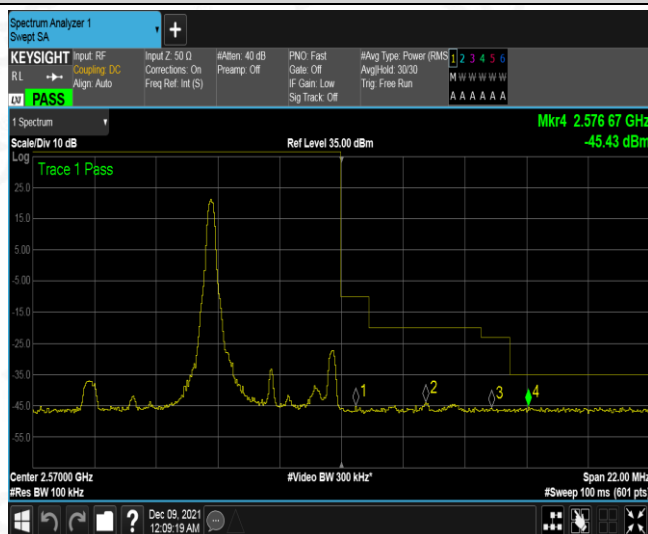 Spectrum Analyzer 1
Swept SA
+
KEYSIGHT Input: RF Input Z: 50 Ω #Atten: 40 dB PNO: Fast #Avg Type: Power (RMS 1 2 3 4 5 6
RL Coupling: DC Corrections: On Preamp: Off Gate: Off Avg|Hold: 30/30 M W W W W W
Align: Auto Freq Ref: Int (S) IF Gain: Low Trig: Free Run
LXI PASS Sig Track: Off A A A A A A
1 Spectrum Mkr4 2.576 67 GHz
Scale/Div 10 dB Ref Level 35.00 dBm -45.43 dBm
Log
Trace 1 Pass
25.0
15.0
5.00
-5.00
-15.0
-25.0
-35.0
1 2 3 4
-45.0
-55.0
Center 2.57000 GHz #Video BW 300 kHz* Span 22.00 MHz
#Res BW 100 kHz #Sweep 100 ms (601 pts)
? Dec 09, 2021
12:09:19 AM